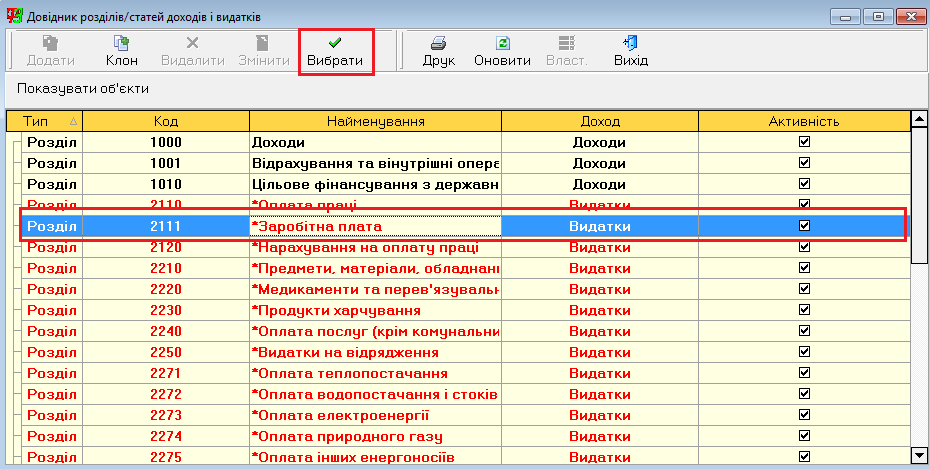 Довідник розділів/статей доходів і видатків
Додати Клон Видалити Змінити Вибрати Друк Оновити Власт. Вихід
Показувати об'єкти
Тип Код Найменування Доход Активність
Розділ 1000 Доходи Доходи
Розділ 1001 Відрахування та вінутрішні опера Доходи
Розділ 1010 Цільове фінансування з державн Доходи
Розділ 2110 *Оплата праці Видатки
Розділ 2111 *Заробітна плата Видатки
Розділ 2120 *Нарахування на оплату праці Видатки
Розділ 2210 *Предмети, матеріали, обладнанн Видатки
Розділ 2220 *Медикаменти та перев'язувальн Видатки
Розділ 2230 *Продукти харчування Видатки
Розділ 2240 *Оплата послуг (крім комунальни Видатки
Розділ 2250 *Видатки на відрядження Видатки
Розділ 2271 *Оплата теплопостачання Видатки
Розділ 2272 *Оплата водопостачання і стоків Видатки
Розділ 2273 *Оплата електроенергії Видатки
Розділ 2274 *Оплата природного газу Видатки
Розділ 2275 *Оплата інших енергоносіїв Видатки